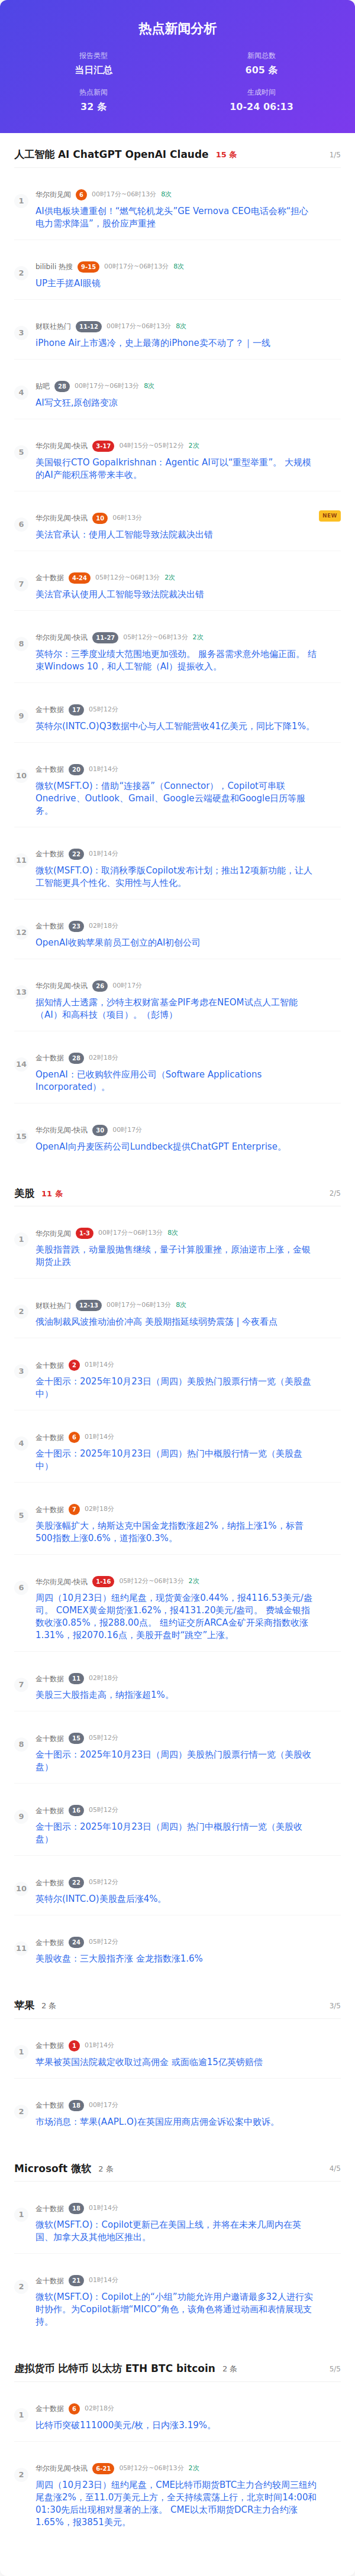 热点新闻分析
报告类型
当日汇总
新闻总数
605 条
热点新闻
32 条
生成时间
10-24 06:13
人工智能 AI ChatGPT OpenAI Claude 15 条 1/5
1
华尔街见闻 6 00时17分~06时13分 8次
AI供电板块遭重创！“燃气轮机龙头”GE Vernova CEO电话会称“担心
电力需求降温”，股价应声重挫
2
bilibili 热搜 9-15 00时17分~06时13分 8次
UP主手搓AI眼镜
3
财联社热门 11-12 00时17分~06时13分 8次
iPhone Air上市遇冷，史上最薄的iPhone卖不动了？｜一线
4
贴吧 28 00时17分~06时13分 8次
AI写文狂,原创路变凉
5
华尔街见闻-快讯 3-17 04时15分~05时12分 2次
美国银行CTO Gopalkrishnan：Agentic AI可以“重型举重”。 大规模
的AI产能积压将带来丰收。
6
华尔街见闻-快讯 10 06时13分
NEW
美法官承认：使用人工智能导致法院裁决出错
7
金十数据 4-24 05时12分~06时13分 2次
美法官承认使用人工智能导致法院裁决出错
8
华尔街见闻-快讯 11-27 05时12分~06时13分 2次
英特尔：三季度业绩大范围地更加强劲。 服务器需求意外地偏正面。 结
束Windows 10，和人工智能（AI）提振收入。
9
金十数据 17 05时12分
英特尔(INTC.O)Q3数据中心与人工智能营收41亿美元，同比下降1%。
10
金十数据 20 01时14分
微软(MSFT.O)：借助“连接器”（Connector），Copilot可串联
Onedrive、Outlook、Gmail、Google云端硬盘和Google日历等服
务。
11
金十数据 22 01时14分
微软(MSFT.O)：取消秋季版Copilot发布计划；推出12项新功能，让人
工智能更具个性化、实用性与人性化。
12
金十数据 23 02时18分
OpenAI收购苹果前员工创立的AI初创公司
13
华尔街见闻-快讯 26 00时17分
据知情人士透露，沙特主权财富基金PIF考虑在NEOM试点人工智能
（AI）和高科技（项目）。（彭博）
14
金十数据 28 02时18分
OpenAI：已收购软件应用公司（Software Applications
Incorporated）。
15
华尔街见闻-快讯 30 00时17分
OpenAI向丹麦医药公司Lundbeck提供ChatGPT Enterprise。
美股 11 条 2/5
1
华尔街见闻 1-3 00时17分~06时13分 8次
美股指普跌，动量股抛售继续，量子计算股重挫，原油逆市上涨，金银
期货止跌
2
财联社热门 12-13 00时17分~06时13分 8次
俄油制裁风波推动油价冲高 美股期指延续弱势震荡 | 今夜看点
3
金十数据 2 01时14分
金十图示：2025年10月23日（周四）美股热门股票行情一览（美股盘
中）
4
金十数据 6 01时14分
金十图示：2025年10月23日（周四）热门中概股行情一览（美股盘
中）
5
金十数据 7 02时18分
美股涨幅扩大，纳斯达克中国金龙指数涨超2%，纳指上涨1%，标普
500指数上涨0.6%，道指涨0.3%。
6
华尔街见闻-快讯 1-16 05时12分~06时13分 2次
周四（10月23日）纽约尾盘，现货黄金涨0.44%，报4116.53美元/盎
司。 COMEX黄金期货涨1.62%，报4131.20美元/盎司。 费城金银指
数收涨0.85%，报288.00点。 纽约证交所ARCA金矿开采商指数收涨
1.31%，报2070.16点，美股开盘时“跳空”上涨。
7
金十数据 11 02时18分
美股三大股指走高，纳指涨超1%。
8
金十数据 15 05时12分
金十图示：2025年10月23日（周四）美股热门股票行情一览（美股收
盘）
9
金十数据 16 05时12分
金十图示：2025年10月23日（周四）热门中概股行情一览（美股收
盘）
10
金十数据 22 05时12分
英特尔(INTC.O)美股盘后涨4%。
11
金十数据 24 05时12分
美股收盘：三大股指齐涨 金龙指数涨1.6%
苹果 2 条 3/5
1
金十数据 1 01时14分
苹果被英国法院裁定收取过高佣金 或面临逾15亿英镑赔偿
2
金十数据 18 00时17分
市场消息：苹果(AAPL.O)在英国应用商店佣金诉讼案中败诉。
Microsoft 微软 2 条 4/5
1
金十数据 18 01时14分
微软(MSFT.O)：Copilot更新已在美国上线，并将在未来几周内在英
国、加拿大及其他地区推出。
2
金十数据 21 01时14分
微软(MSFT.O)：Copilot上的“小组”功能允许用户邀请最多32人进行实
时协作。为Copilot新增“MICO”角色，该角色将通过动画和表情展现支
持。
虚拟货币 比特币 以太坊 ETH BTC bitcoin 2 条 5/5
1
金十数据 6 02时18分
比特币突破111000美元/枚，日内涨3.19%。
2
华尔街见闻-快讯 6-21 05时12分~06时13分 2次
周四（10月23日）纽约尾盘，CME比特币期货BTC主力合约较周三纽约
尾盘涨2%，至11.0万美元上方，全天持续震荡上行，北京时间14:00和
01:30先后出现相对显著的上涨。 CME以太币期货DCR主力合约涨
1.65%，报3851美元。